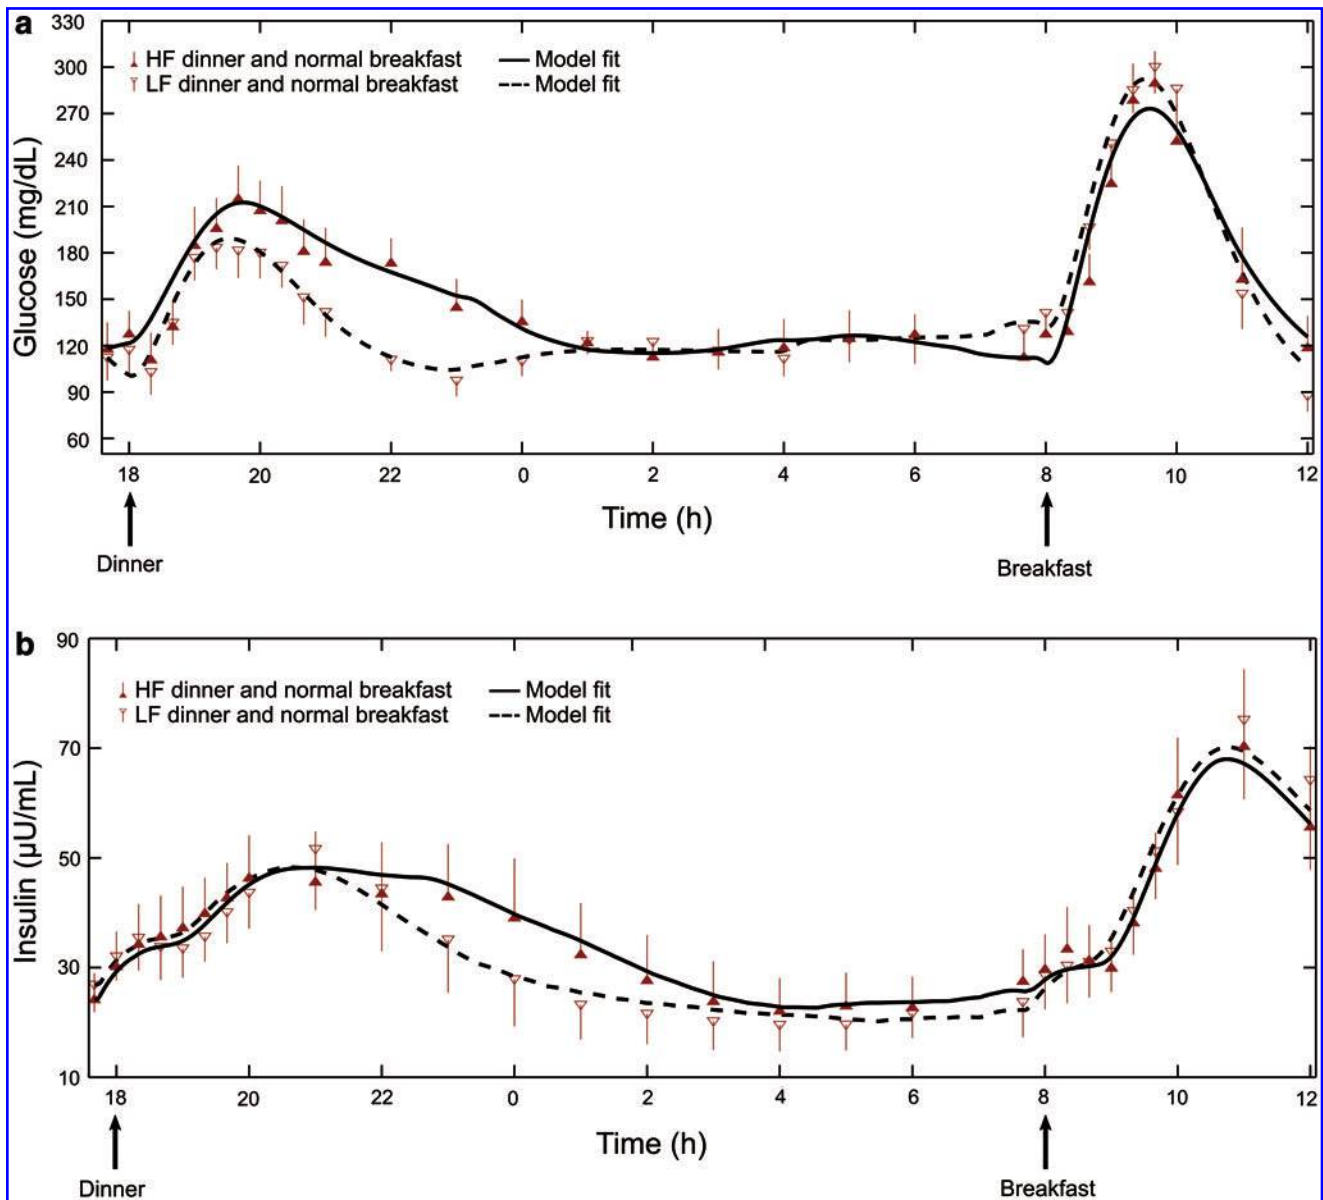 a
330
300
270
240
210
180
150
120
90
60
Glucose (mg/dL)
HF dinner and normal breakfast
Model fit
LF dinner and normal breakfast
Model fit
18
20
22
0
2
4
6
8
10
12
Time (h)
Dinner
Breakfast
b
90
70
50
30
10
Insulin (µU/mL)
HF dinner and normal breakfast
Model fit
LF dinner and normal breakfast
Model fit
18
20
22
0
2
4
6
8
10
12
Time (h)
Dinner
Breakfast